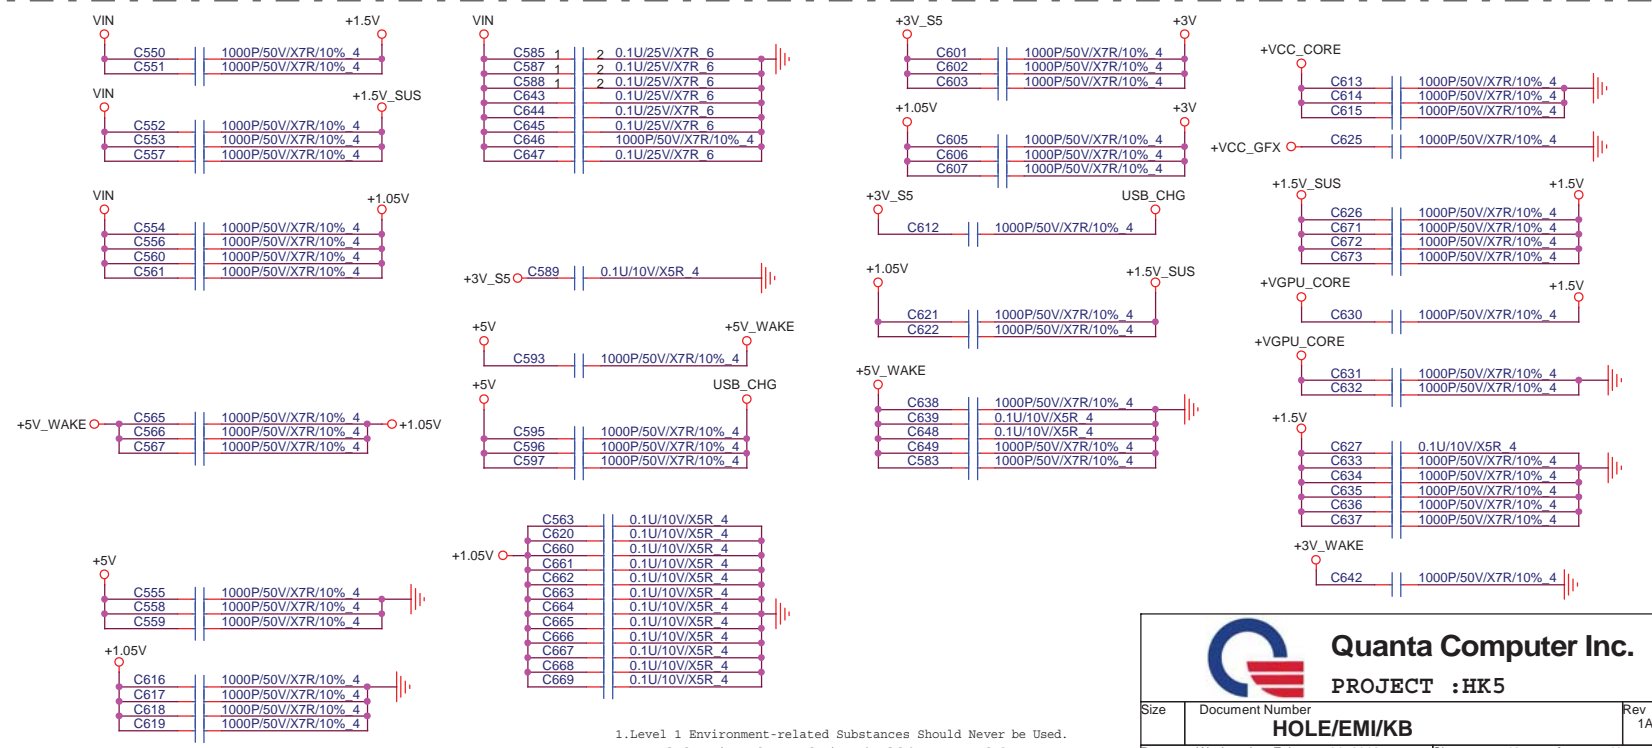 VIN
+1.5V
C550 1000P/50V/X7R/10%_4
C551 1000P/50V/X7R/10%_4
VIN
+1.5V_SUS
C552 1000P/50V/X7R/10%_4
C553 1000P/50V/X7R/10%_4
C557 1000P/50V/X7R/10%_4
VIN
+1.05V
C554 1000P/50V/X7R/10%_4
C556 1000P/50V/X7R/10%_4
C560 1000P/50V/X7R/10%_4
C561 1000P/50V/X7R/10%_4
+5V_WAKE
+1.05V
C565 1000P/50V/X7R/10%_4
C566 1000P/50V/X7R/10%_4
C567 1000P/50V/X7R/10%_4
+5V
C555 1000P/50V/X7R/10%_4
C558 1000P/50V/X7R/10%_4
C559 1000P/50V/X7R/10%_4
+1.05V
C616 1000P/50V/X7R/10%_4
C617 1000P/50V/X7R/10%_4
C618 1000P/50V/X7R/10%_4
C619 1000P/50V/X7R/10%_4
VIN
C585 1 2 0.1U/25V/X7R_6
C587 1 2 0.1U/25V/X7R_6
C588 1 2 0.1U/25V/X7R_6
C643 0.1U/25V/X7R_6
C644 0.1U/25V/X7R_6
C645 0.1U/25V/X7R_6
C646 1000P/50V/X7R/10%_4
C647 0.1U/25V/X7R_6
+3V_S5 C589 0.1U/10V/X5R_4
+5V
+5V_WAKE
C593 1000P/50V/X7R/10%_4
+5V
USB_CHG
C595 1000P/50V/X7R/10%_4
C596 1000P/50V/X7R/10%_4
C597 1000P/50V/X7R/10%_4
+1.05V
C563 0.1U/10V/X5R_4
C620 0.1U/10V/X5R_4
C660 0.1U/10V/X5R_4
C661 0.1U/10V/X5R_4
C662 0.1U/10V/X5R_4
C663 0.1U/10V/X5R_4
C664 0.1U/10V/X5R_4
C665 0.1U/10V/X5R_4
C666 0.1U/10V/X5R_4
C667 0.1U/10V/X5R_4
C668 0.1U/10V/X5R_4
C669 0.1U/10V/X5R_4
+3V_S5
+3V
C601 1000P/50V/X7R/10%_4
C602 1000P/50V/X7R/10%_4
C603 1000P/50V/X7R/10%_4
+1.05V
+3V
C605 1000P/50V/X7R/10%_4
C606 1000P/50V/X7R/10%_4
C607 1000P/50V/X7R/10%_4
+3V_S5
USB_CHG
C612 1000P/50V/X7R/10%_4
+1.05V
+1.5V_SUS
C621 1000P/50V/X7R/10%_4
C622 1000P/50V/X7R/10%_4
+5V_WAKE
C638 1000P/50V/X7R/10%_4
C639 0.1U/10V/X5R_4
C648 0.1U/10V/X5R_4
C649 1000P/50V/X7R/10%_4
C583 1000P/50V/X7R/10%_4
+VCC_CORE
C613 1000P/50V/X7R/10%_4
C614 1000P/50V/X7R/10%_4
C615 1000P/50V/X7R/10%_4
+VCC_GFX C625 1000P/50V/X7R/10%_4
+1.5V_SUS
+1.5V
C626 1000P/50V/X7R/10%_4
C671 1000P/50V/X7R/10%_4
C672 1000P/50V/X7R/10%_4
C673 1000P/50V/X7R/10%_4
+VGPU_CORE
+1.5V
C630 1000P/50V/X7R/10%_4
+VGPU_CORE
C631 1000P/50V/X7R/10%_4
C632 1000P/50V/X7R/10%_4
+1.5V
C627 0.1U/10V/X5R_4
C633 1000P/50V/X7R/10%_4
C634 1000P/50V/X7R/10%_4
C635 1000P/50V/X7R/10%_4
C636 1000P/50V/X7R/10%_4
C637 1000P/50V/X7R/10%_4
+3V_WAKE
C642 1000P/50V/X7R/10%_4
1.Level 1 Environment-related Substances Should Never be Used.
Quanta Computer Inc.
PROJECT :HK5
Size Document Number Rev
HOLE/EMI/KB 1A